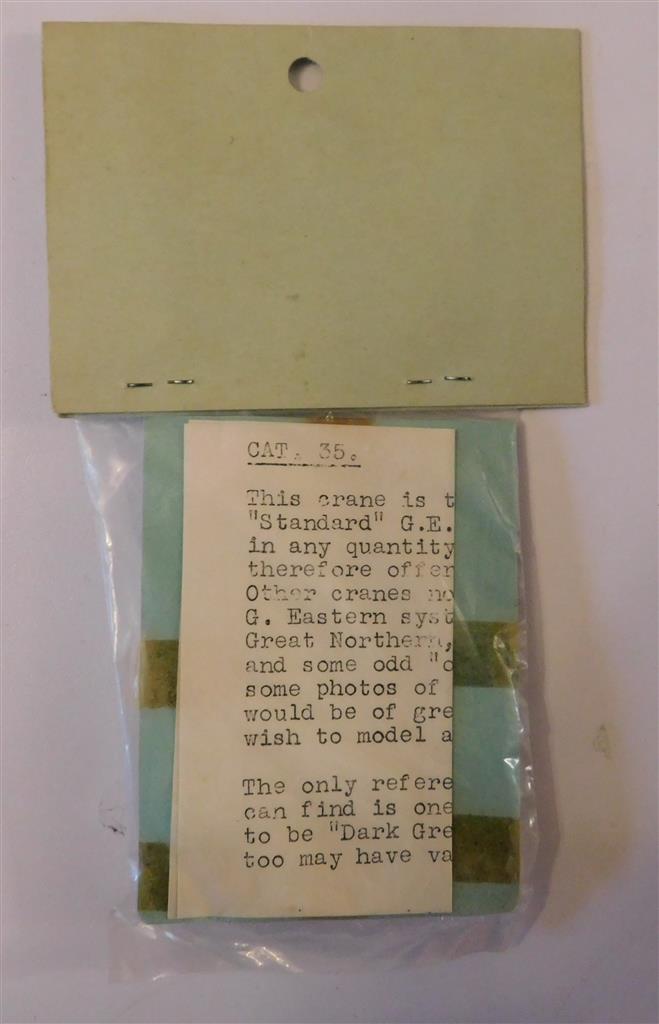 CAT. 35.
This crane is t
"Standard" G.E.
in any quantity
therefore offer
Other cranes no
G. Eastern syst
Great Northern,
and some odd "c
some photos of
would be of gre
wish to model a
The only refere
can find is one
to be "Dark Gre
too may have va